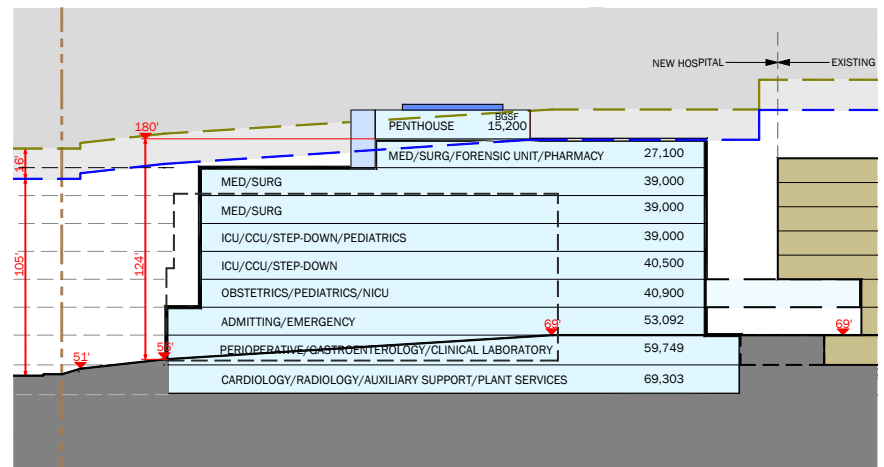 NEW HOSPITAL
EXISTING
BGSF
PENTHOUSE 15,200
180'
MED/SURG/FORENSIC UNIT/PHARMACY 27,100
16'
MED/SURG 39,000
MED/SURG 39,000
ICU/CCU/STEP-DOWN/PEDIATRICS 39,000
105'
124'
ICU/CCU/STEP-DOWN 40,500
OBSTETRICS/PEDIATRICS/NICU 40,900
ADMITTING/EMERGENCY 53,092
69'
69'
56'
51'
PERIOPERATIVE/GASTROENTEROLOGY/CLINICAL LABORATORY 59,749
CARDIOLOGY/RADIOLOGY/AUXILIARY SUPPORT/PLANT SERVICES 69,303